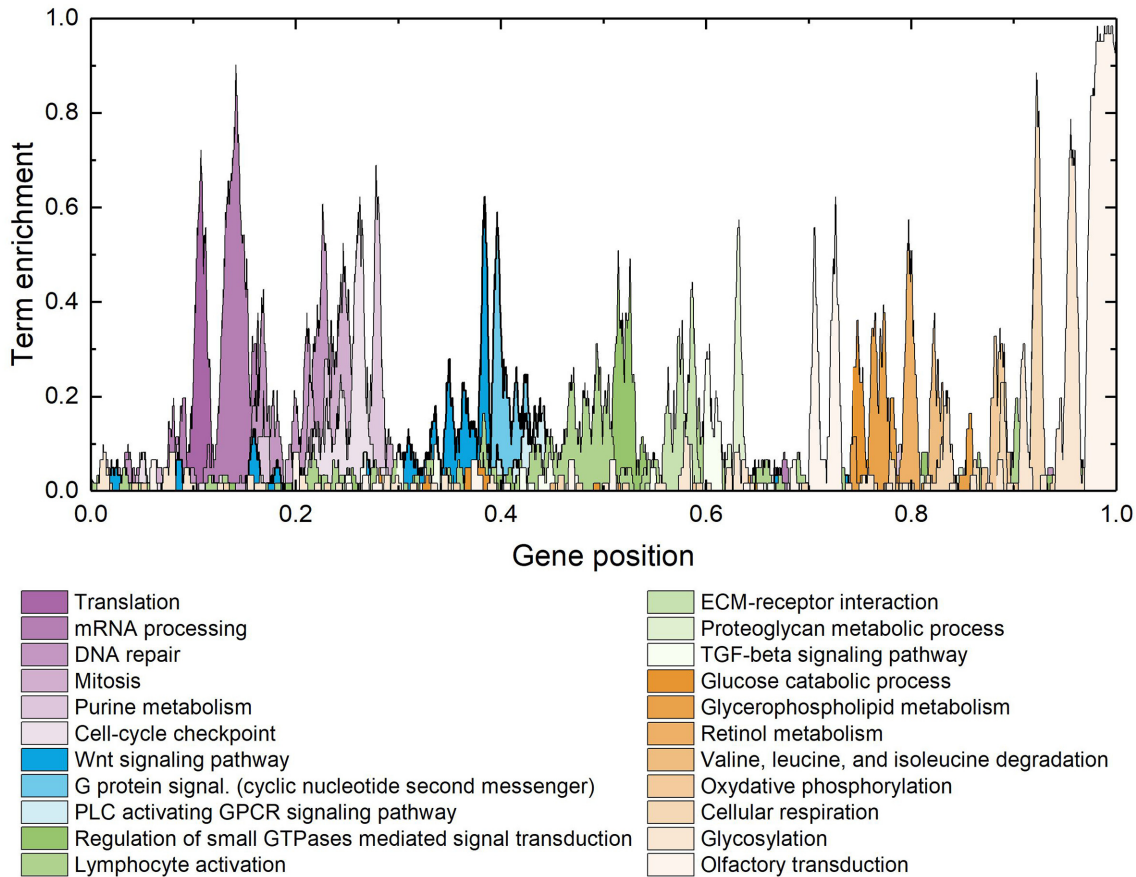 1.0
0.8
0.6
0.4
0.2
0.0
Term enrichment
0.0 0.2 0.4 0.6 0.8 1.0
Gene position
Translation
mRNA processing
DNA repair
Mitosis
Purine metabolism
Cell-cycle checkpoint
Wnt signaling pathway
G protein signal. (cyclic nucleotide second messenger)
PLC activating GPCR signaling pathway
Regulation of small GTPases mediated signal transduction
Lymphocyte activation
ECM-receptor interaction
Proteoglycan metabolic process
TGF-beta signaling pathway
Glucose catabolic process
Glycerophospholipid metabolism
Retinol metabolism
Valine, leucine, and isoleucine degradation
Oxydative phosphorylation
Cellular respiration
Glycosylation
Olfactory transduction